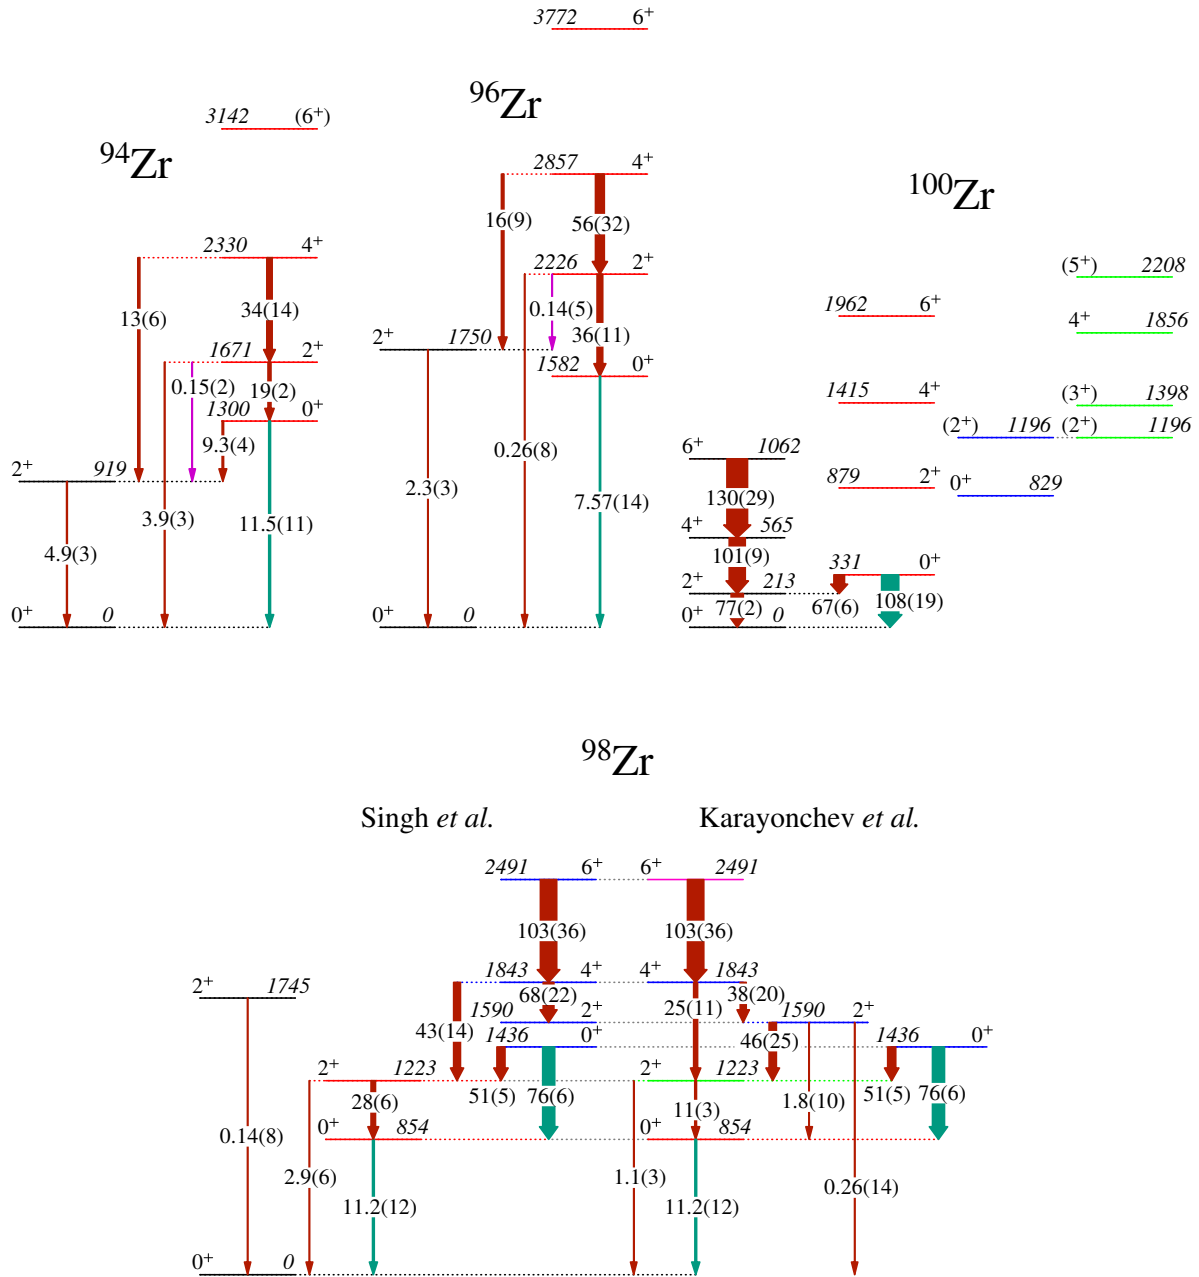 3772 6⁺
⁹⁶Zr
3142 (6⁺)
⁹⁴Zr
2857 4⁺
¹⁰⁰Zr
16(9) 56(32)
2330 4⁺
2226 2⁺
(5⁺) 2208
13(6) 34(14)
0.14(5) 36(11)
1962 6⁺
4⁺ 1856
2⁺ 1750
1671 2⁺
1582 0⁺
0.15(2) 19(2)
1415 4⁺
(3⁺) 1398
1300 0⁺
(2⁺) 1196 (2⁺) 1196
9.3(4)
0.26(8)
6⁺ 1062
2⁺ 919
879 2⁺
0⁺ 829
2.3(3)
130(29)
7.57(14)
3.9(3) 11.5(11)
4⁺ 565
4.9(3)
101(9)
331 0⁺
2⁺ 213
77(2) 67(6) 108(19)
0⁺ 0
0⁺ 0
0⁺ 0
⁹⁸Zr
Singh et al. Karayonchev et al.
2491 6⁺ 6⁺ 2491
103(36) 103(36)
1843 4⁺ 4⁺ 1843
2⁺ 1745
68(22) 38(20)
25(11)
1590 2⁺ 1590 2⁺
43(14) 46(25)
1436 0⁺ 1436 0⁺
2⁺ 1223 2⁺ 1223
28(6) 51(5) 76(6) 11(3) 1.8(10) 51(5) 76(6)
0⁺ 854 0⁺ 854
0.14(8)
2.9(6) 1.1(3) 0.26(14)
11.2(12) 11.2(12)
0⁺ 0